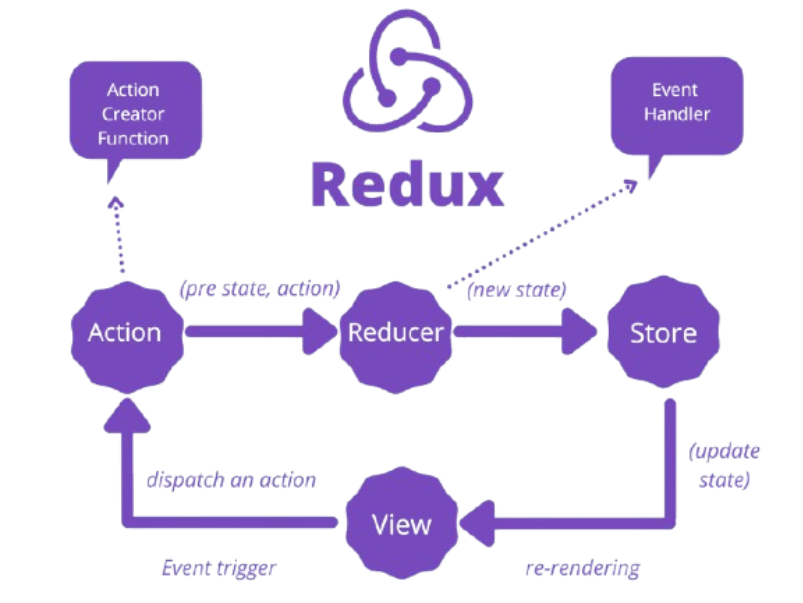 Action
Creator
Function
Event
Handler
Redux
(pre state, action)
(new state)
Action
Reducer
Store
(update
state)
dispatch an action
View
Event trigger
re-rendering